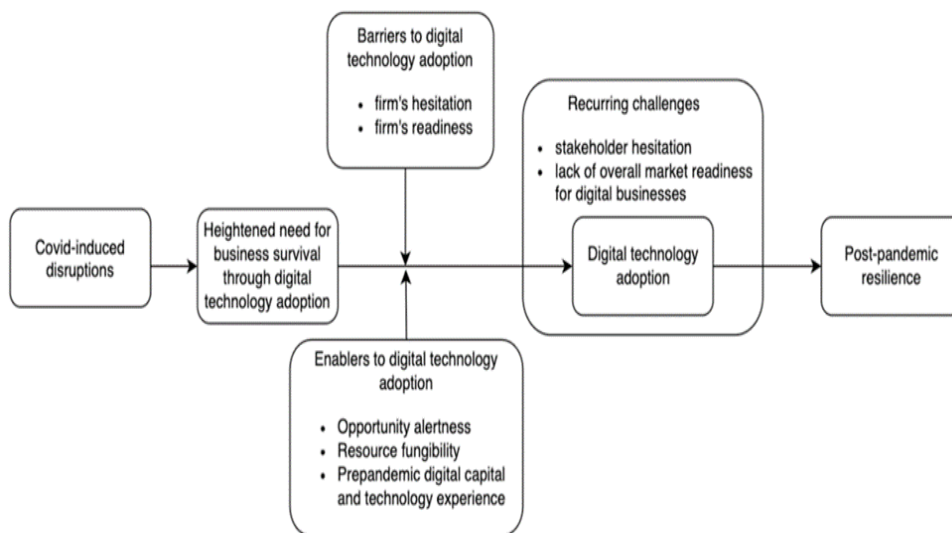 Barriers to digital
technology adoption
• firm's hesitation
• firm's readiness
Recurring challenges
• stakeholder hesitation
• lack of overall market readiness
for digital businesses
Covid-induced
disruptions
Heightened need for
business survival
through digital
technology adoption
Digital technology
adoption
Post-pandemic
resilience
Enablers to digital technology
adoption
• Opportunity alertness
• Resource fungibility
• Prepandemic digital capital
and technology experience